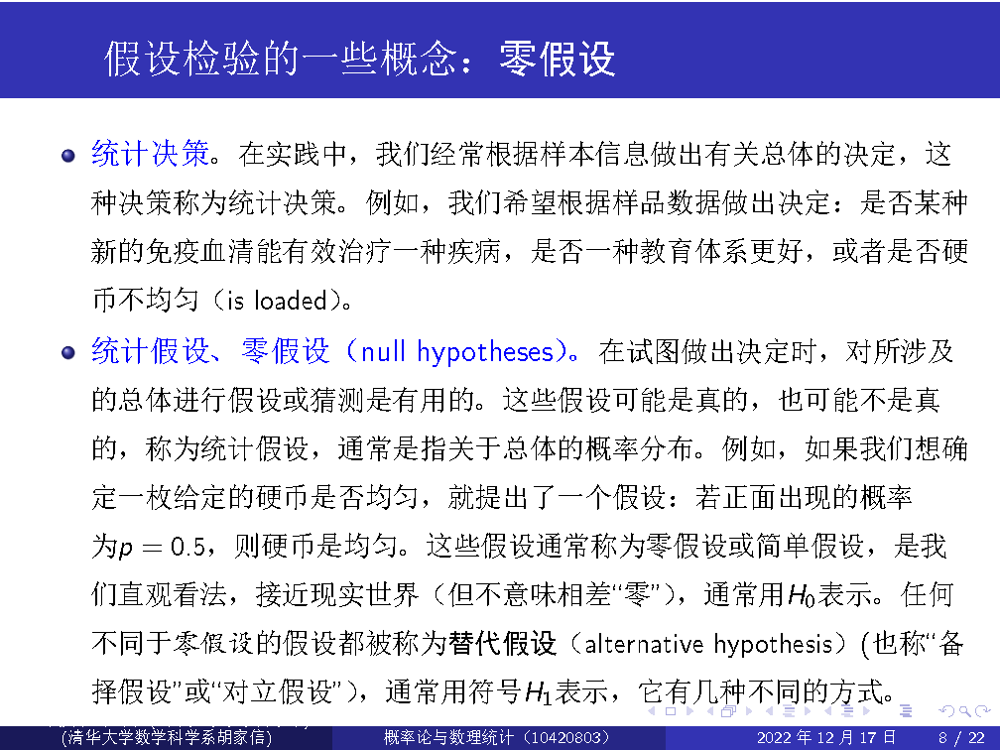 假设检验的一些概念：零假设
统计决策。在实践中，我们经常根据样本信息做出有关总体的决定，这
种决策称为统计决策。例如，我们希望根据样品数据做出决定：是否某种
新的免疫血清能有效治疗一种疾病，是否一种教育体系更好，或者是否硬
币不均匀（is loaded）。
统计假设、零假设（null hypotheses）。在试图做出决定时，对所涉及
的总体进行假设或猜测是有用的。这些假设可能是真的，也可能不是真
的，称为统计假设，通常是指关于总体的概率分布。例如，如果我们想确
定一枚给定的硬币是否均匀，就提出了一个假设：若正面出现的概率
为p = 0.5，则硬币是均匀。这些假设通常称为零假设或简单假设，是我
们直观看法，接近现实世界（但不意味相差“零”），通常用H₀表示。任何
不同于零假设的假设都被称为替代假设（alternative hypothesis）(也称“备
择假设”或“对立假设”），通常用符号H₁表示，它有几种不同的方式。
(清华大学数学科学系胡家信) 概率论与数理统计（10420803） 2022 年 12 月 17 日 8 / 22